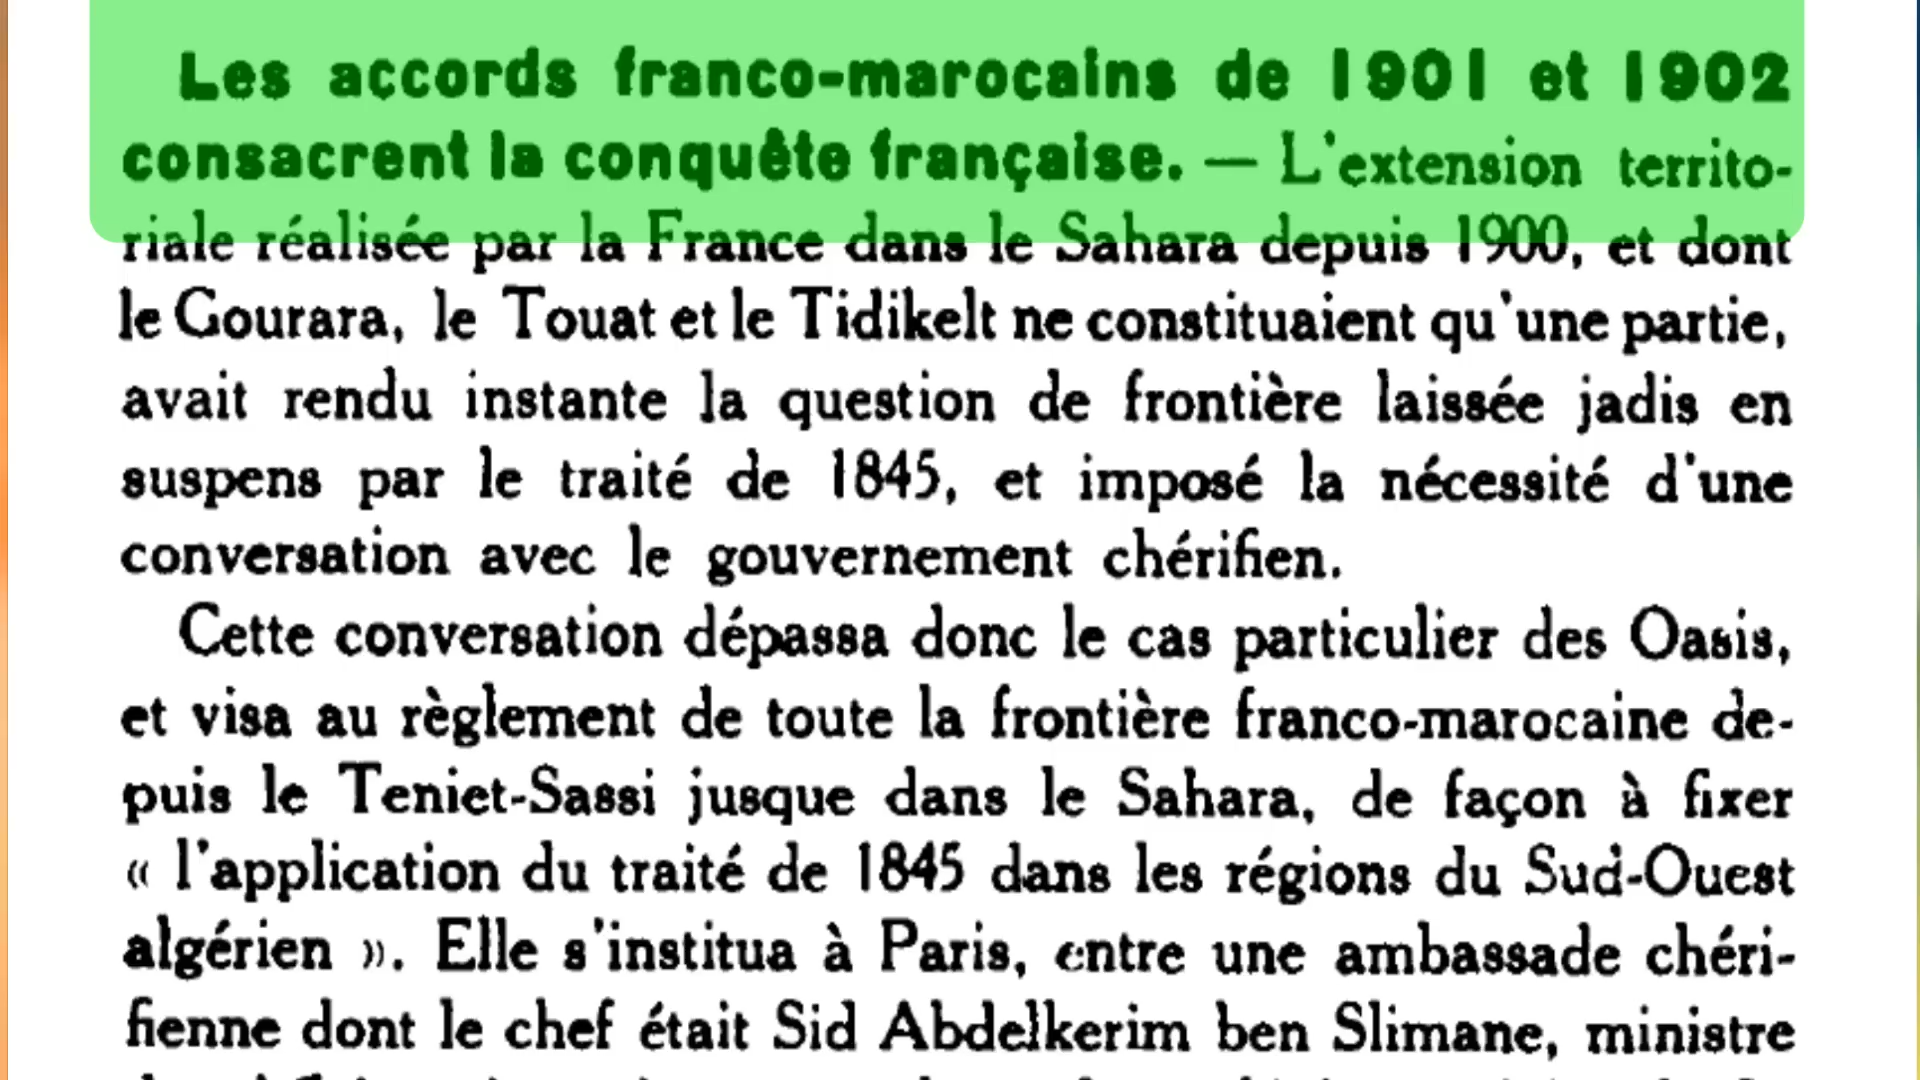 Les accords franco-marocains de 1901 et 1902
consacrent la conquête française. — L'extension territo-
riale réalisée par la France dans le Sahara depuis 1900, et dont
le Gourara, le Touat et le Tidikelt ne constituaient qu'une partie,
avait rendu instante la question de frontière laissée jadis en
suspens par le traité de 1845, et imposé la nécessité d'une
conversation avec le gouvernement chérifien.
Cette conversation dépassa donc le cas particulier des Oasis,
et visa au règlement de toute la frontière franco-marocaine de-
puis le Teniet-Sassi jusque dans le Sahara, de façon à fixer
« l'application du traité de 1845 dans les régions du Sud-Ouest
algérien ». Elle s'institua à Paris, entre une ambassade chéri-
fienne dont le chef était Sid Abdelkerim ben Slimane, ministre